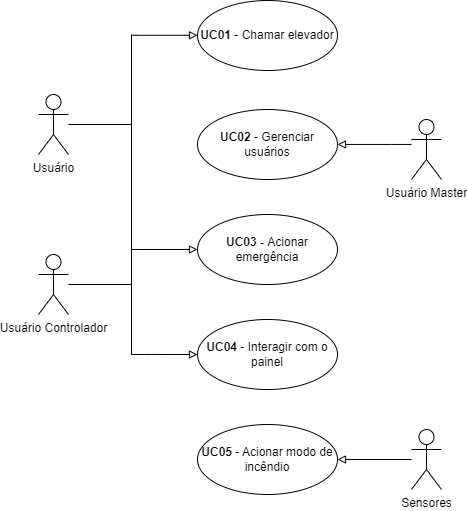 UC01 - Chamar elevador
UC02 - Gerenciar
usuários
Usuário
Usuário Master
UC03 - Acionar
emergência
Usuário Controlador
UC04 - Interagir com o
painel
UC05 - Acionar modo de
incêndio
Sensores